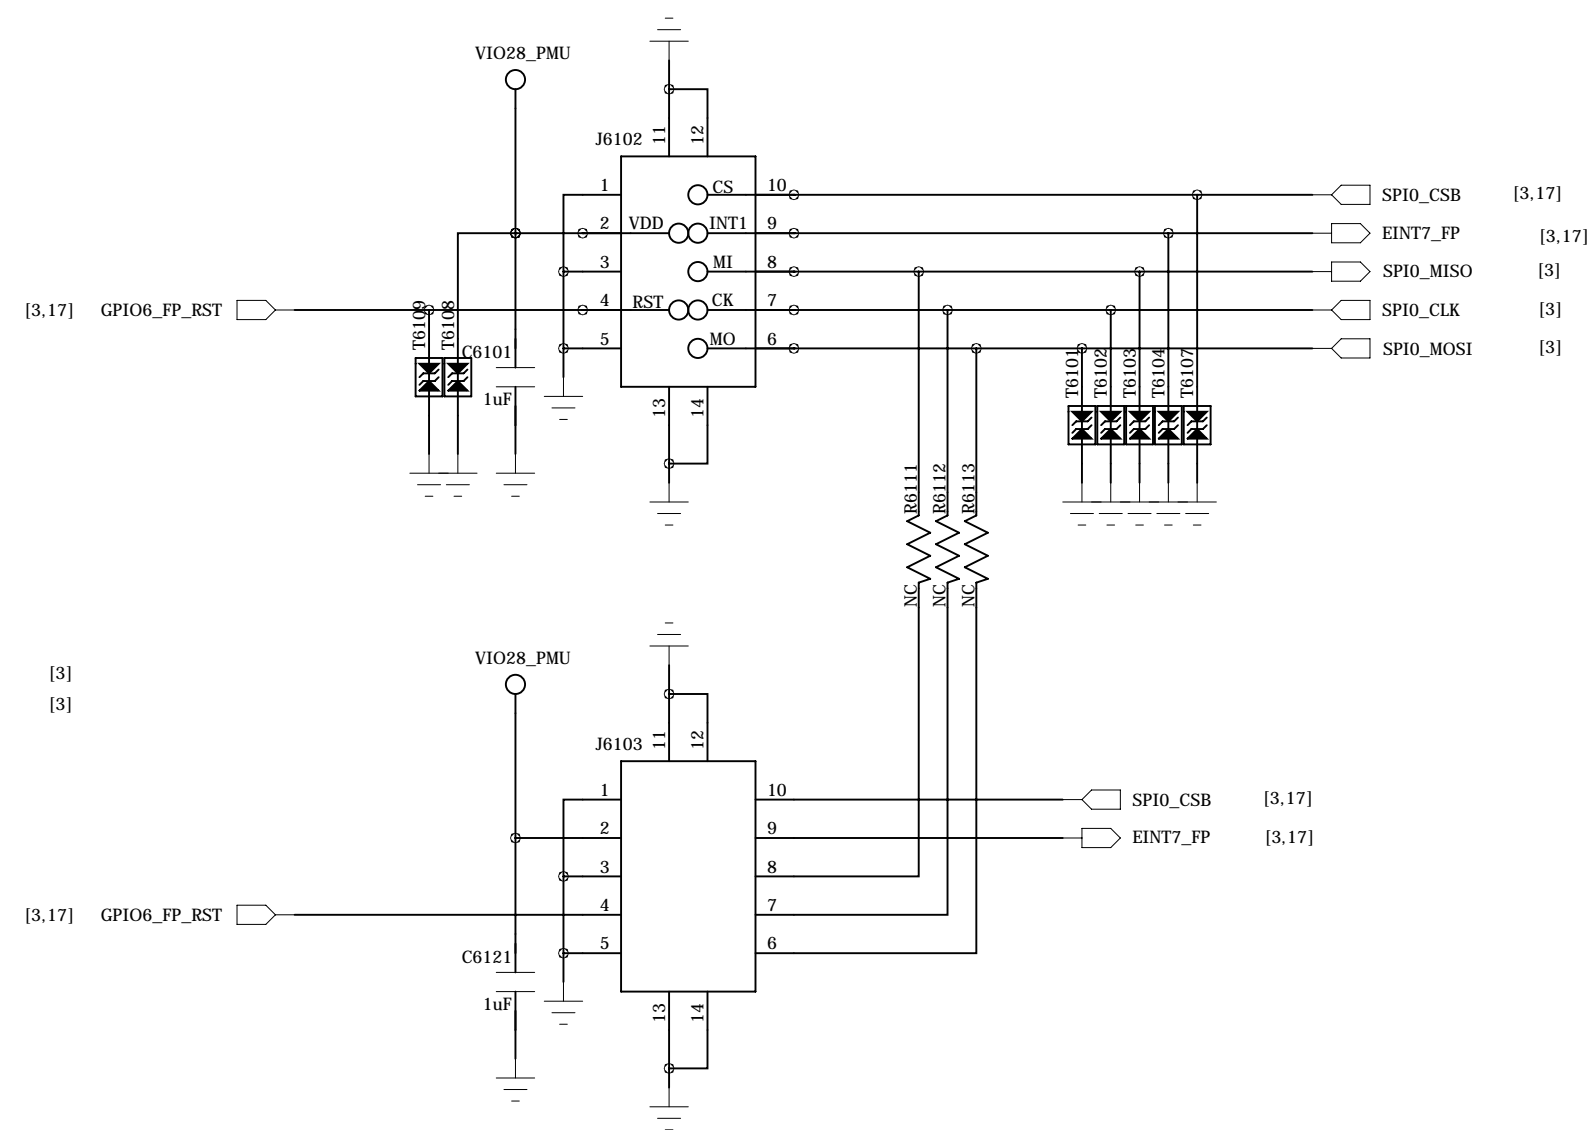 VIO28_PMU
J6102
11
12
1
CS
10
SPI0_CSB [3,17]
2
VDD
INT1
9
EINT7_FP [3,17]
3
MI
8
SPI0_MISO [3]
[3,17] GPIO6_FP_RST
4
RST
CK
7
SPI0_CLK [3]
5
MO
6
SPI0_MOSI [3]
T6109
T6108
C6101
1uF
13
14
T6101
T6102
T6103
T6104
T6107
R6111
R6112
R6113
NC
NC
NC
[3]
[3]
VIO28_PMU
J6103
11
12
1
10
SPI0_CSB [3,17]
2
9
EINT7_FP [3,17]
3
8
[3,17] GPIO6_FP_RST
4
7
5
6
C6121
1uF
13
14